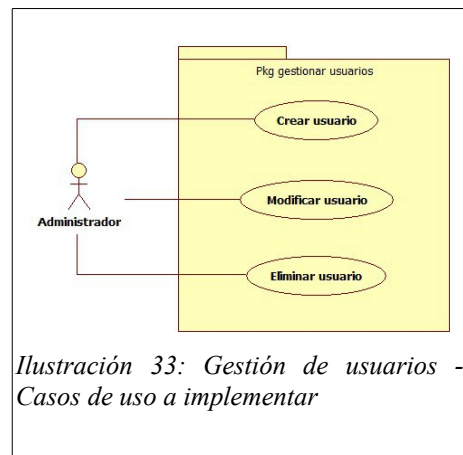 Pkg gestionar usuarios
Crear usuario
Modificar usuario
Administrador
Eliminar usuario
Ilustración 33: Gestión de usuarios -
Casos de uso a implementar